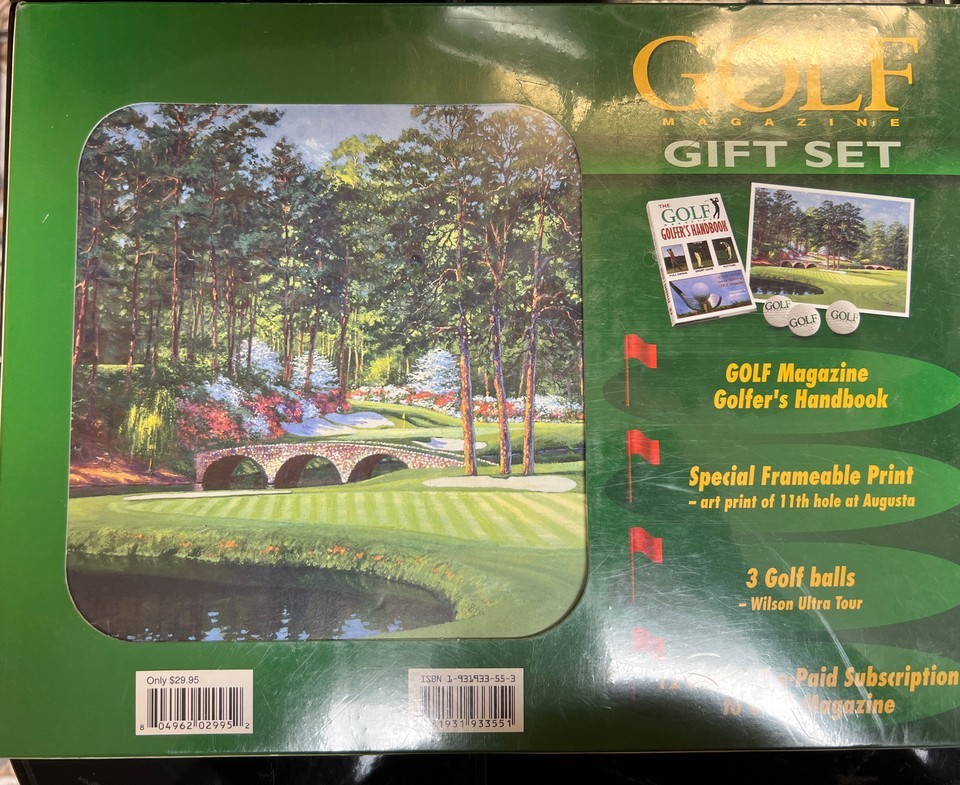 GOLF
MAGAZINE
GIFT SET
THE
GOLF
GOLFER'S HANDBOOK
GOLF
GOLF
GOLF
GOLF Magazine
Golfer's Handbook
Special Frameable Print
– art print of 11th hole at Augusta
3 Golf balls
– Wilson Ultra Tour
-Paid Subscription
Magazine
Only $29.95
8 04962 02995 2
ISBN 1-931933-55-3
931933551